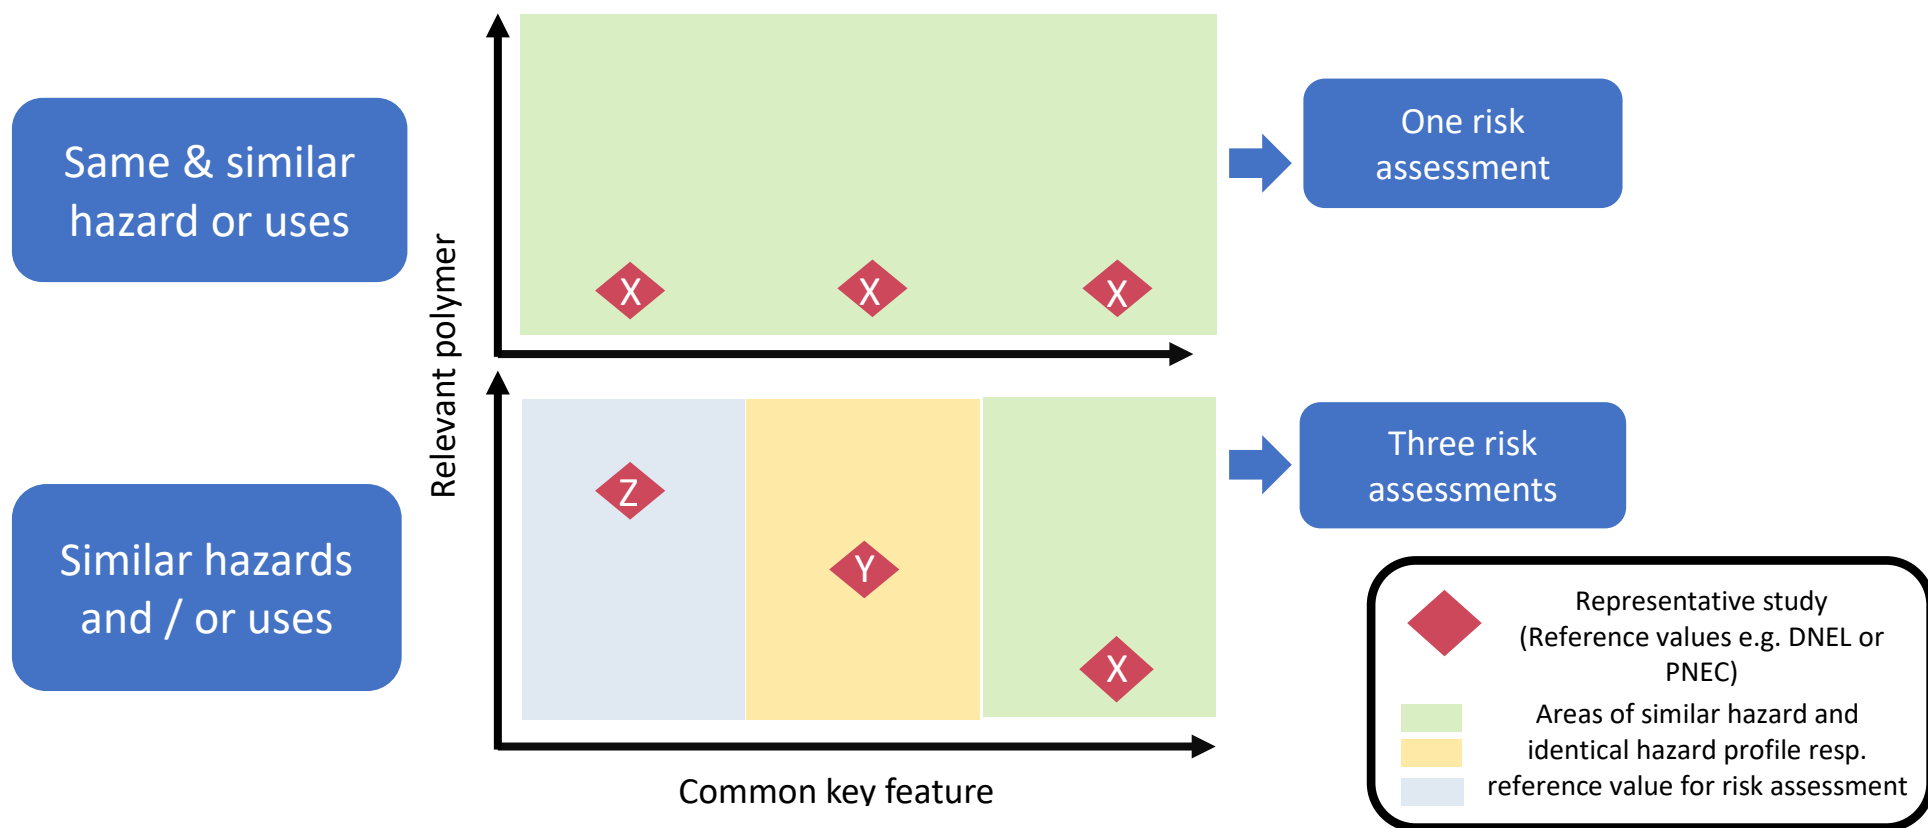 Same & similar
hazard or uses
Relevant polymer
X
X
X
One risk
assessment
Similar hazards
and / or uses
Z
Y
X
Three risk
assessments
Common key feature
Representative study
(Reference values e.g. DNEL or
PNEC)
Areas of similar hazard and
identical hazard profile resp.
reference value for risk assessment